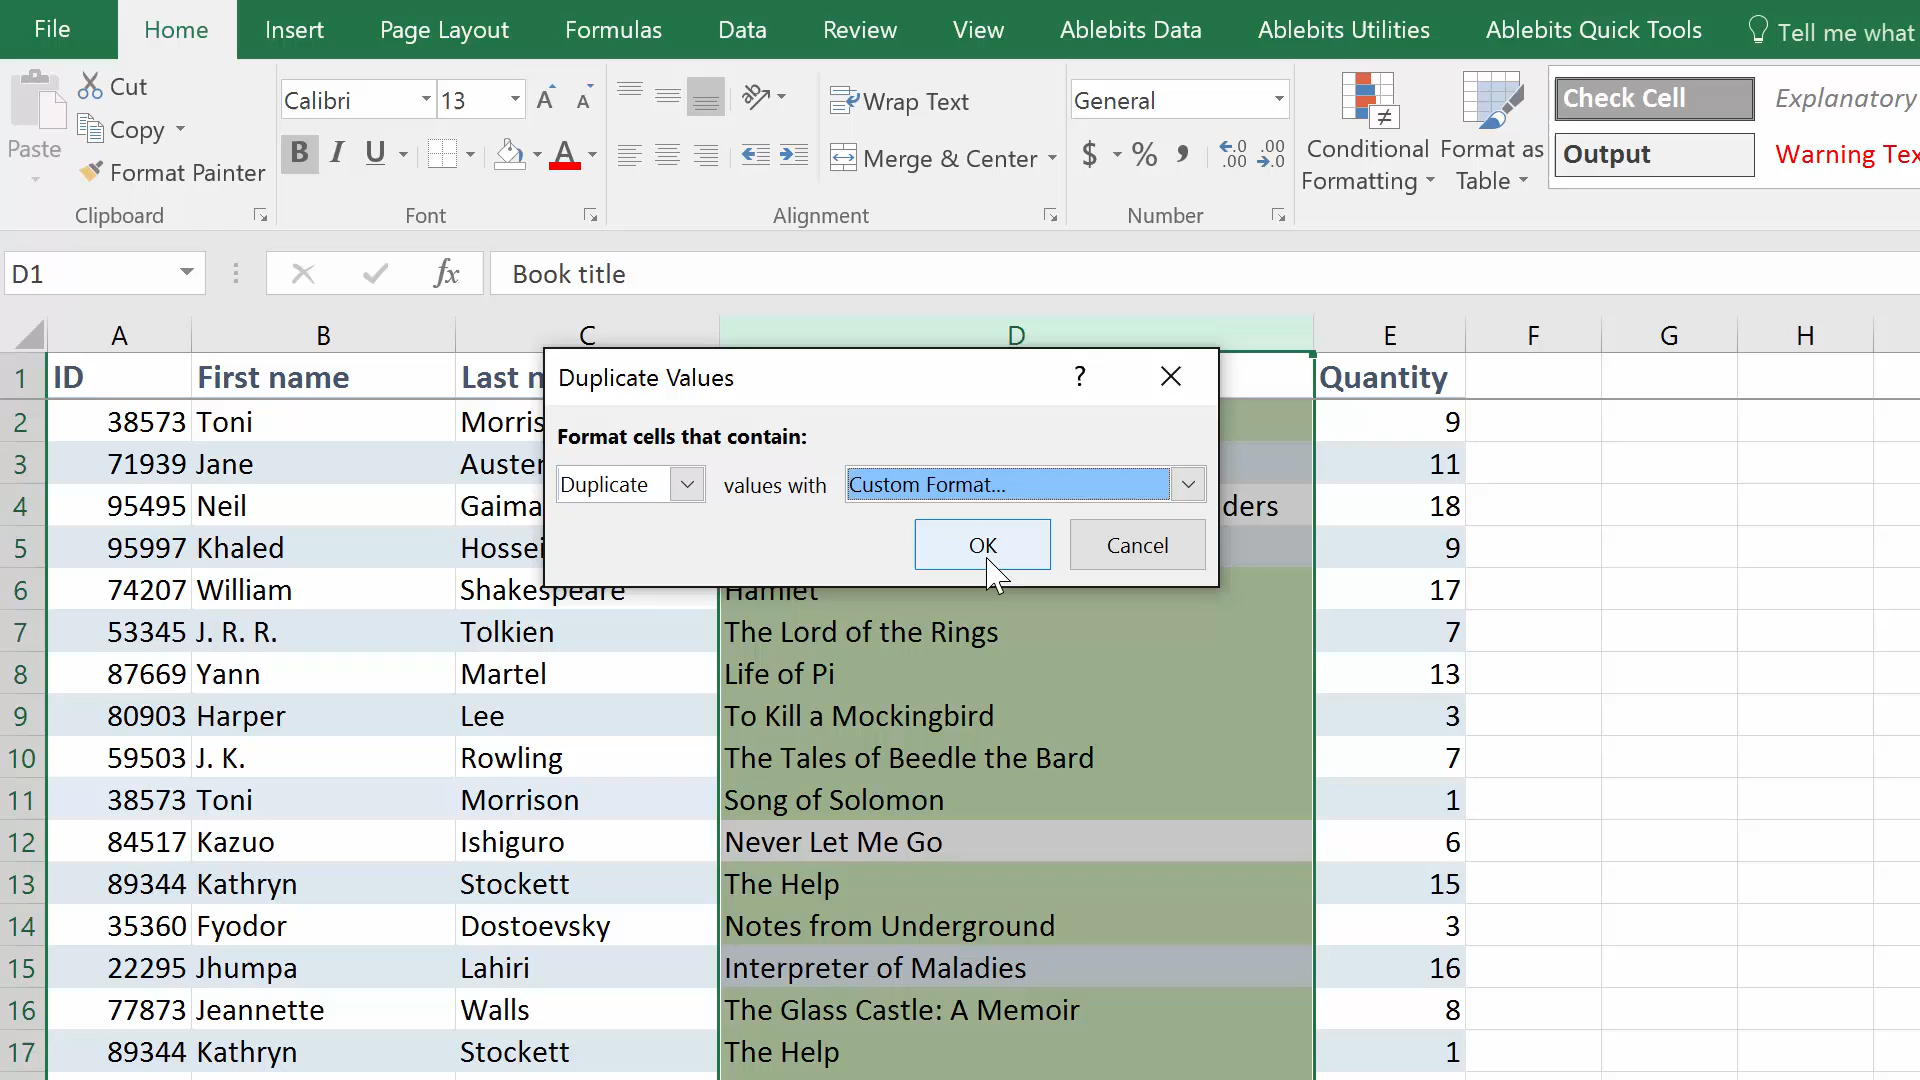 File Home Insert Page Layout Formulas Data Review View Ablebits Data Ablebits Utilities Ablebits Quick Tools Tell me what
Paste
Cut
Copy
Format Painter
Clipboard
Calibri 13
B I U A
Font
Wrap Text
Merge & Center
Alignment
General
$ % , .00 .00
Number
Conditional Formatting
Format as Table
Check Cell Explanatory
Output Warning Tex
D1 fx Book title
A B C D E F G H
1 ID First name Last n Quantity
2 38573 Toni Morris 9
3 71939 Jane Auster 11
4 95495 Neil Gaima ders 18
5 95997 Khaled Hossei 9
6 74207 William Shakespeare Hamlet 17
7 53345 J. R. R. Tolkien The Lord of the Rings 7
8 87669 Yann Martel Life of Pi 13
9 80903 Harper Lee To Kill a Mockingbird 3
10 59503 J. K. Rowling The Tales of Beedle the Bard 7
11 38573 Toni Morrison Song of Solomon 1
12 84517 Kazuo Ishiguro Never Let Me Go 6
13 89344 Kathryn Stockett The Help 15
14 35360 Fyodor Dostoevsky Notes from Underground 3
15 22295 Jhumpa Lahiri Interpreter of Maladies 16
16 77873 Jeannette Walls The Glass Castle: A Memoir 8
17 89344 Kathryn Stockett The Help 1
Duplicate Values ?
Format cells that contain:
Duplicate values with Custom Format...
OK Cancel